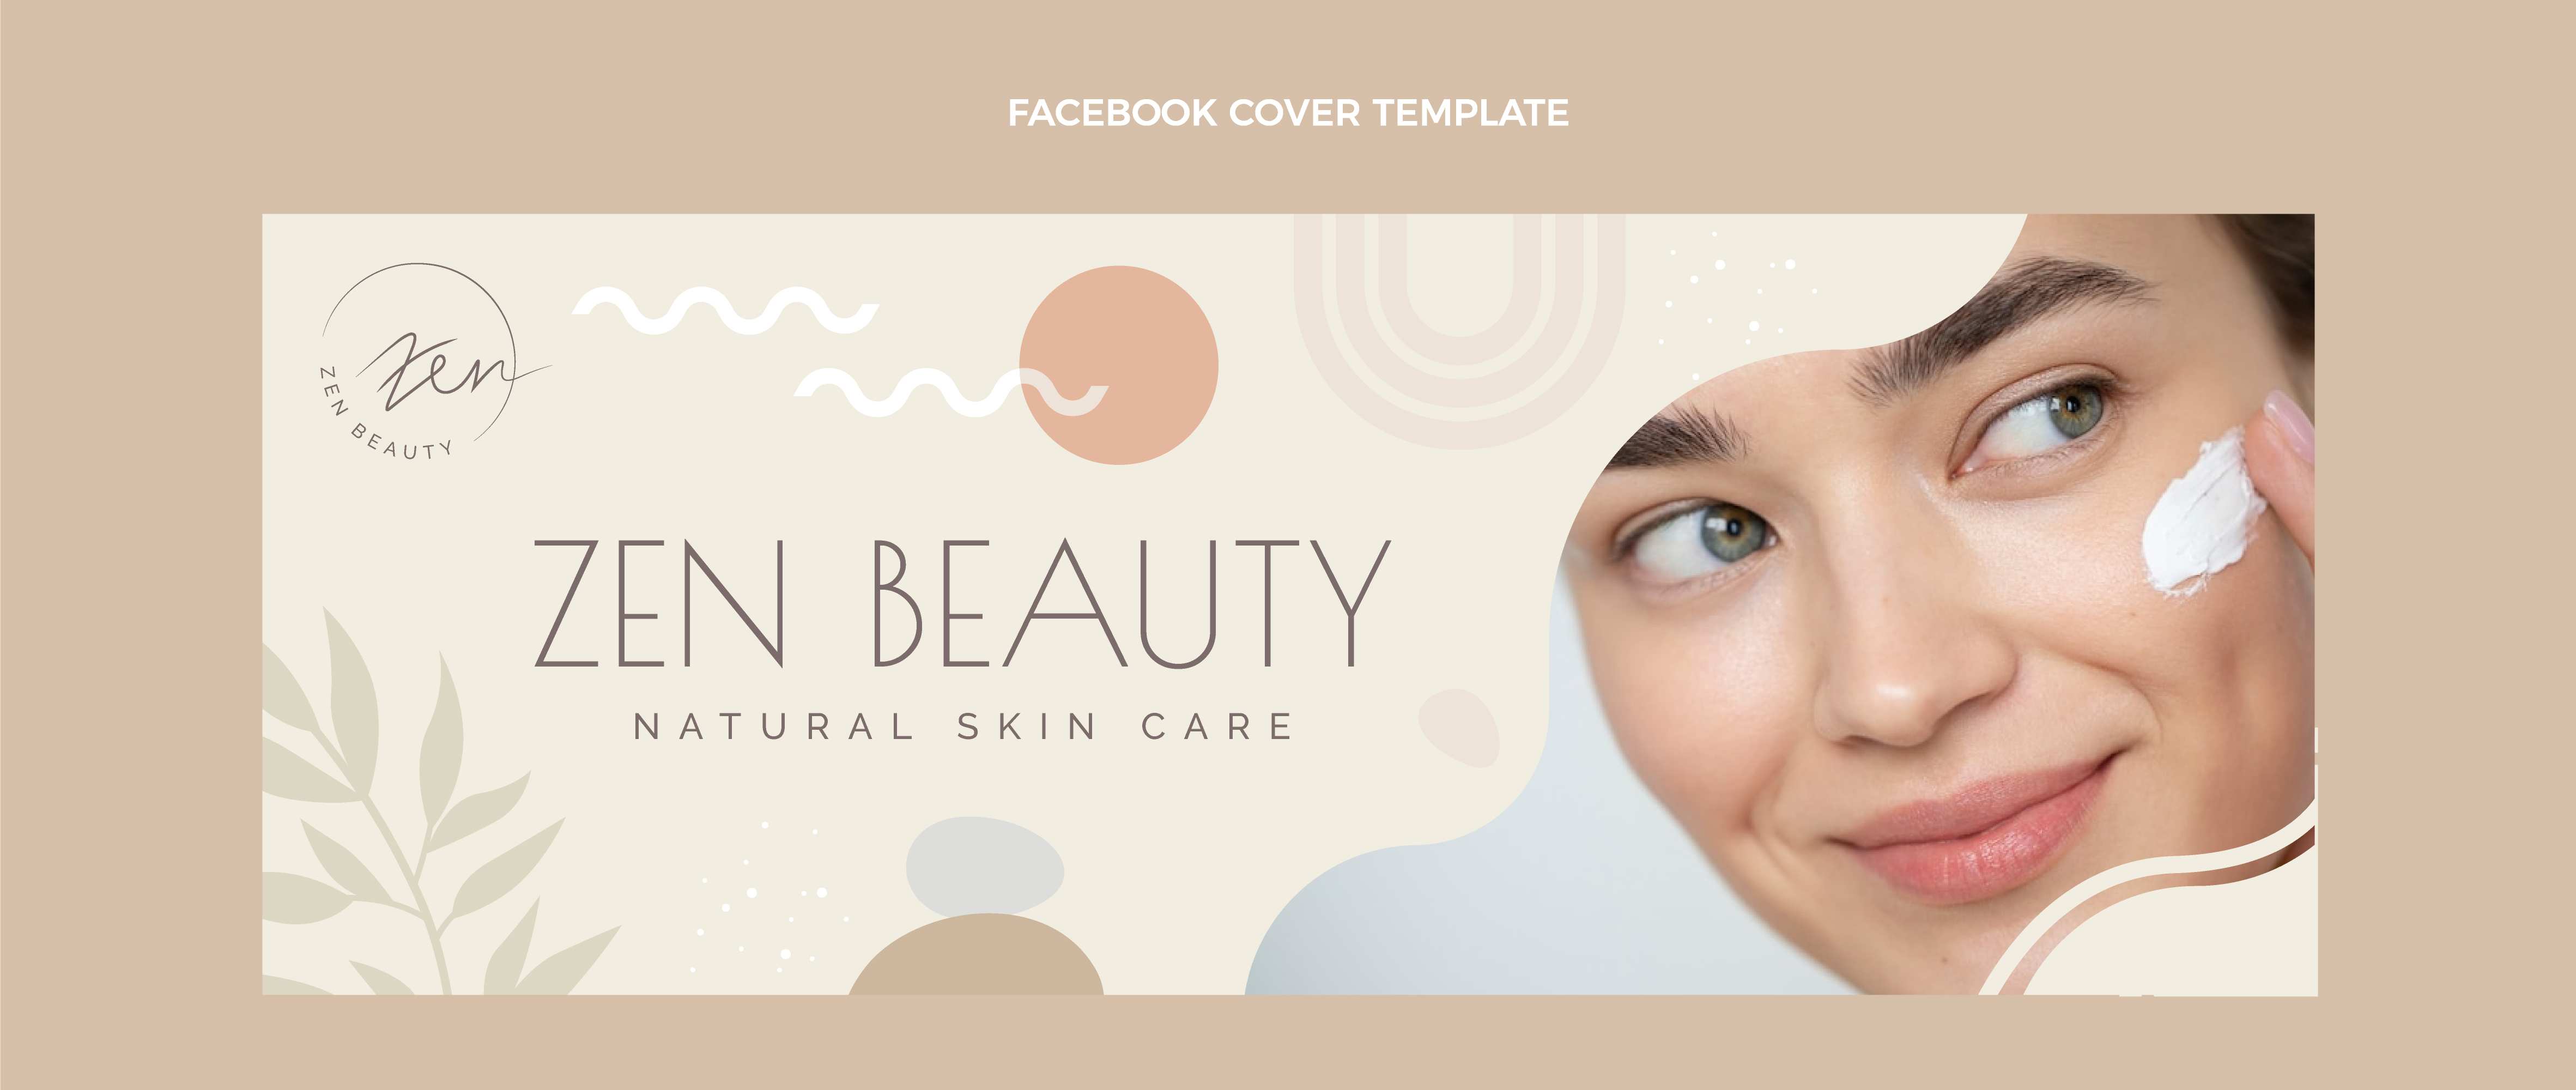 FACEBOOK COVER TEMPLATE
Zen
ZEN BEAUTY
ZEN BEAUTY
NATURAL SKIN CARE